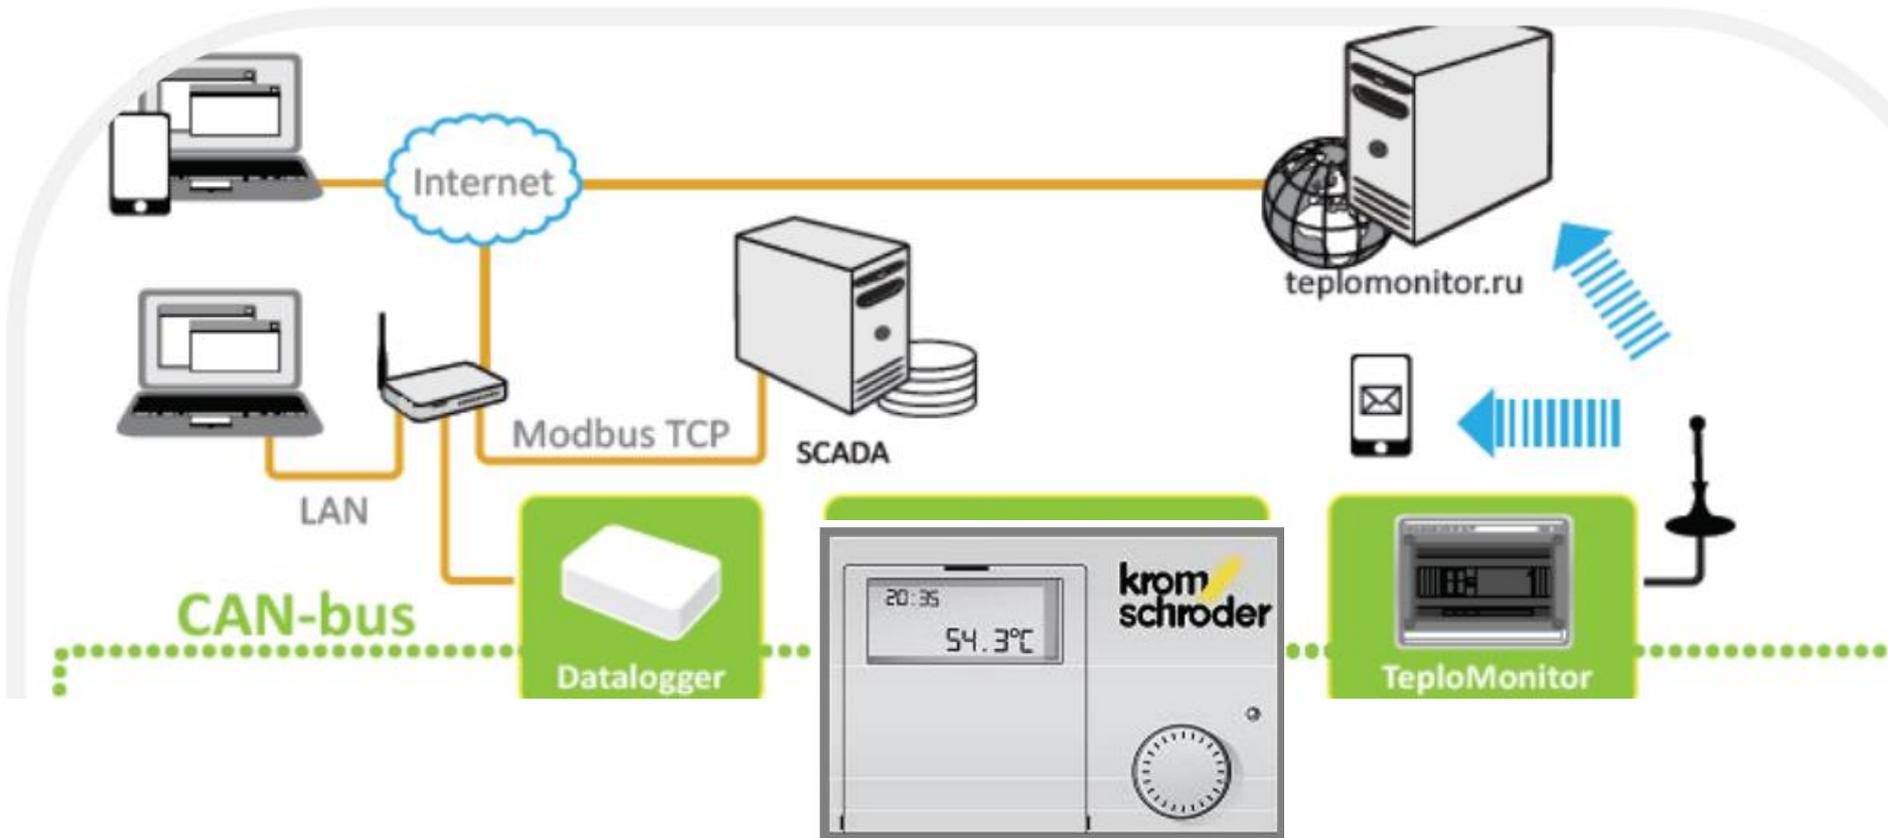 Internet
teplomonitor.ru
Modbus TCP
SCADA
LAN
krom
schroder
20:35
54.3°C
CAN-bus
Datalogger
TeploMonitor